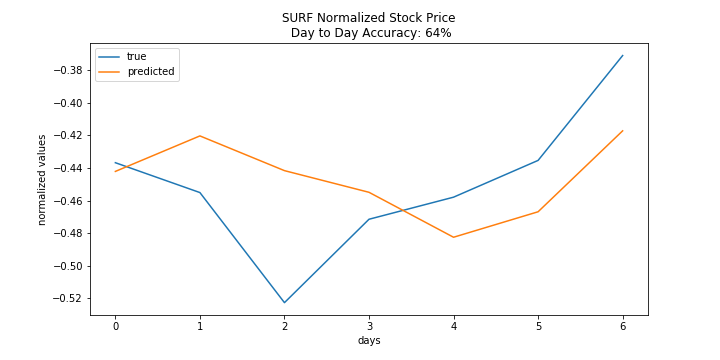 SURF Normalized Stock Price
Day to Day Accuracy: 64%
true
predicted
normalized values
−0.38
−0.40
−0.42
−0.44
−0.46
−0.48
−0.50
−0.52
0 1 2 3 4 5 6
days